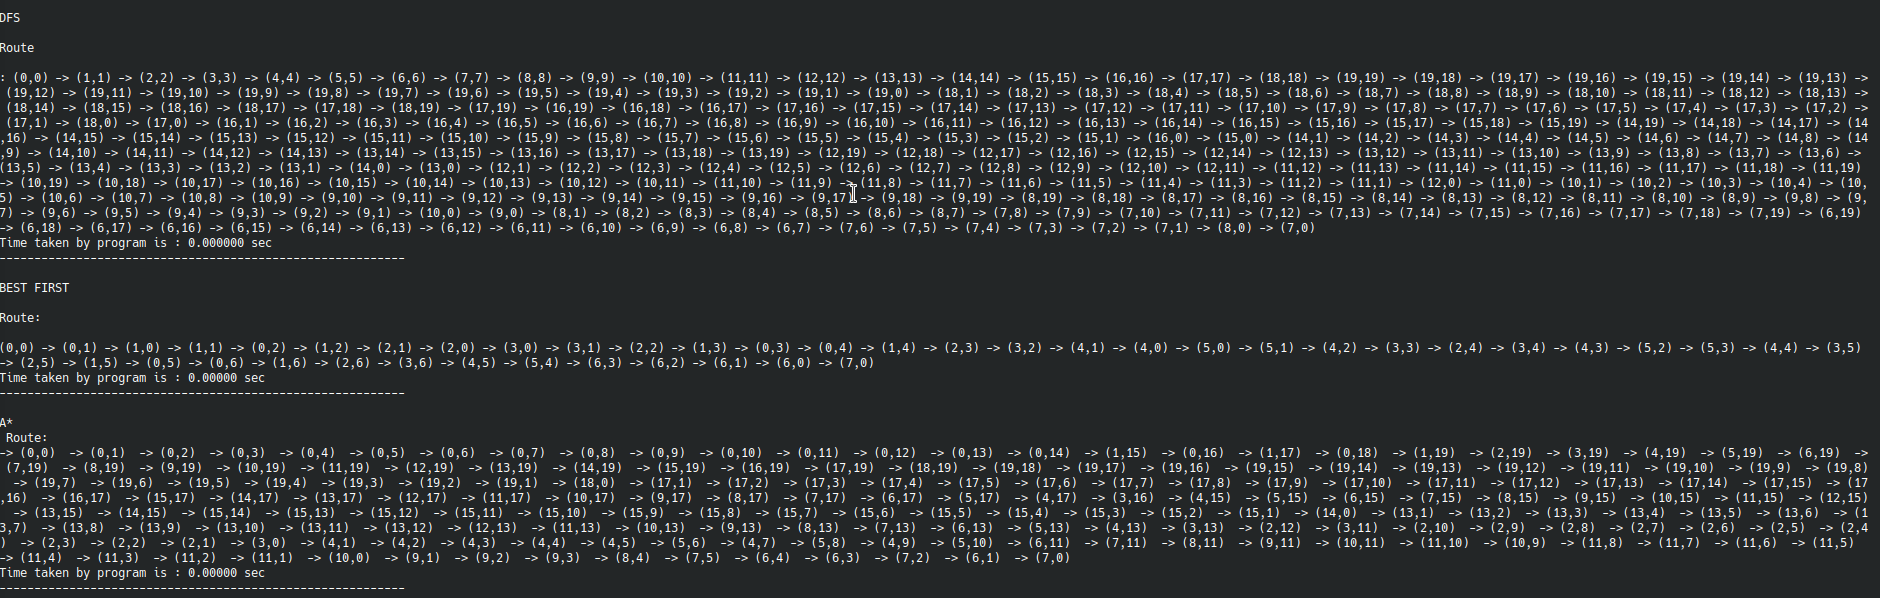 DFS
Route
: (0,0) -> (1,1) -> (2,2) -> (3,3) -> (4,4) -> (5,5) -> (6,6) -> (7,7) -> (8,8) -> (9,9) -> (10,10) -> (11,11) -> (12,12) -> (13,13) -> (14,14) -> (15,15) -> (16,16) -> (17,17) -> (18,18) -> (19,19) -> (19,18) -> (19,17) -> (19,16) -> (19,15) -> (19,14) -> (19,13) ->
(19,12) -> (19,11) -> (19,10) -> (19,9) -> (19,8) -> (19,7) -> (19,6) -> (19,5) -> (19,4) -> (19,3) -> (19,2) -> (19,1) -> (19,0) -> (18,1) -> (18,2) -> (18,3) -> (18,4) -> (18,5) -> (18,6) -> (18,7) -> (18,8) -> (18,9) -> (18,10) -> (18,11) -> (18,12) -> (18,13) ->
(18,14) -> (18,15) -> (18,16) -> (18,17) -> (17,18) -> (18,19) -> (17,19) -> (16,19) -> (16,18) -> (16,17) -> (17,16) -> (17,15) -> (17,14) -> (17,13) -> (17,12) -> (17,11) -> (17,10) -> (17,9) -> (17,8) -> (17,7) -> (17,6) -> (17,5) -> (17,4) -> (17,3) -> (17,2) ->
(17,1) -> (18,0) -> (17,0) -> (16,1) -> (16,2) -> (16,3) -> (16,4) -> (16,5) -> (16,6) -> (16,7) -> (16,8) -> (16,9) -> (16,10) -> (16,11) -> (16,12) -> (16,13) -> (16,14) -> (16,15) -> (15,16) -> (15,17) -> (15,18) -> (15,19) -> (14,19) -> (14,18) -> (14,17) -> (14
,16) -> (14,15) -> (15,14) -> (15,13) -> (15,12) -> (15,11) -> (15,10) -> (15,9) -> (15,8) -> (15,7) -> (15,6) -> (15,5) -> (15,4) -> (15,3) -> (15,2) -> (15,1) -> (16,0) -> (15,0) -> (14,1) -> (14,2) -> (14,3) -> (14,4) -> (14,5) -> (14,6) -> (14,7) -> (14,8) -> (14
,9) -> (14,10) -> (14,11) -> (14,12) -> (14,13) -> (13,14) -> (13,15) -> (13,16) -> (13,17) -> (13,18) -> (13,19) -> (12,19) -> (12,18) -> (12,17) -> (12,16) -> (12,15) -> (12,14) -> (12,13) -> (13,12) -> (13,11) -> (13,10) -> (13,9) -> (13,8) -> (13,7) -> (13,6) ->
(13,5) -> (13,4) -> (13,3) -> (13,2) -> (13,1) -> (14,0) -> (13,0) -> (12,1) -> (12,2) -> (12,3) -> (12,4) -> (12,5) -> (12,6) -> (12,7) -> (12,8) -> (12,9) -> (12,10) -> (12,11) -> (11,12) -> (11,13) -> (11,14) -> (11,15) -> (11,16) -> (11,17) -> (11,18) -> (11,19)
-> (10,19) -> (10,18) -> (10,17) -> (10,16) -> (10,15) -> (10,14) -> (10,13) -> (10,12) -> (10,11) -> (11,10) -> (11,9) -> (11,8) -> (11,7) -> (11,6) -> (11,5) -> (11,4) -> (11,3) -> (11,2) -> (11,1) -> (12,0) -> (11,0) -> (10,1) -> (10,2) -> (10,3) -> (10,4) -> (10,
5) -> (10,6) -> (10,7) -> (10,8) -> (10,9) -> (9,10) -> (9,11) -> (9,12) -> (9,13) -> (9,14) -> (9,15) -> (9,16) -> (9,17) -> (9,18) -> (9,19) -> (8,19) -> (8,18) -> (8,17) -> (8,16) -> (8,15) -> (8,14) -> (8,13) -> (8,12) -> (8,11) -> (8,10) -> (8,9) -> (9,8) -> (9,
7) -> (9,6) -> (9,5) -> (9,4) -> (9,3) -> (9,2) -> (9,1) -> (10,0) -> (9,0) -> (8,1) -> (8,2) -> (8,3) -> (8,4) -> (8,5) -> (8,6) -> (8,7) -> (7,8) -> (7,9) -> (7,10) -> (7,11) -> (7,12) -> (7,13) -> (7,14) -> (7,15) -> (7,16) -> (7,17) -> (7,18) -> (7,19) -> (6,19)
-> (6,18) -> (6,17) -> (6,16) -> (6,15) -> (6,14) -> (6,13) -> (6,12) -> (6,11) -> (6,10) -> (6,9) -> (6,8) -> (6,7) -> (7,6) -> (7,5) -> (7,4) -> (7,3) -> (7,2) -> (7,1) -> (8,0) -> (7,0)
Time taken by program is : 0.000000 sec
---------------------------------------------------------
BEST FIRST
Route:
(0,0) -> (0,1) -> (1,0) -> (1,1) -> (0,2) -> (1,2) -> (2,1) -> (2,0) -> (3,0) -> (3,1) -> (2,2) -> (1,3) -> (0,3) -> (0,4) -> (1,4) -> (2,3) -> (3,2) -> (4,1) -> (4,0) -> (5,0) -> (5,1) -> (4,2) -> (3,3) -> (2,4) -> (3,4) -> (4,3) -> (5,2) -> (5,3) -> (4,4) -> (3,5)
-> (2,5) -> (1,5) -> (0,5) -> (0,6) -> (1,6) -> (2,6) -> (3,6) -> (4,5) -> (5,4) -> (6,3) -> (6,2) -> (6,1) -> (6,0) -> (7,0)
Time taken by program is : 0.00000 sec
---------------------------------------------------------
A*
Route:
-> (0,0)  -> (0,1)  -> (0,2)  -> (0,3)  -> (0,4)  -> (0,5)  -> (0,6)  -> (0,7)  -> (0,8)  -> (0,9)  -> (0,10)  -> (0,11)  -> (0,12)  -> (0,13)  -> (0,14)  -> (1,15)  -> (0,16)  -> (1,17)  -> (0,18)  -> (1,19)  -> (2,19)  -> (3,19)  -> (4,19)  -> (5,19)  -> (6,19)  ->
(7,19)  -> (8,19)  -> (9,19)  -> (10,19)  -> (11,19)  -> (12,19)  -> (13,19)  -> (14,19)  -> (15,19)  -> (16,19)  -> (17,19)  -> (18,19)  -> (19,18)  -> (19,17)  -> (19,16)  -> (19,15)  -> (19,14)  -> (19,13)  -> (19,12)  -> (19,11)  -> (19,10)  -> (19,9)  -> (19,8)
-> (19,7)  -> (19,6)  -> (19,5)  -> (19,4)  -> (19,3)  -> (19,2)  -> (19,1)  -> (18,0)  -> (17,1)  -> (17,2)  -> (17,3)  -> (17,4)  -> (17,5)  -> (17,6)  -> (17,7)  -> (17,8)  -> (17,9)  -> (17,10)  -> (17,11)  -> (17,12)  -> (17,13)  -> (17,14)  -> (17,15)  -> (17
,16)  -> (16,17)  -> (15,17)  -> (14,17)  -> (13,17)  -> (12,17)  -> (11,17)  -> (10,17)  -> (9,17)  -> (8,17)  -> (7,17)  -> (6,17)  -> (5,17)  -> (4,17)  -> (3,16)  -> (4,15)  -> (5,15)  -> (6,15)  -> (7,15)  -> (8,15)  -> (9,15)  -> (10,15)  -> (11,15)  -> (12,15)
-> (13,15)  -> (14,15)  -> (15,14)  -> (15,13)  -> (15,12)  -> (15,11)  -> (15,10)  -> (15,9)  -> (15,8)  -> (15,7)  -> (15,6)  -> (15,5)  -> (15,4)  -> (15,3)  -> (15,2)  -> (15,1)  -> (14,0)  -> (13,1)  -> (13,2)  -> (13,3)  -> (13,4)  -> (13,5)  -> (13,6)  -> (1
3,7)  -> (13,8)  -> (13,9)  -> (13,10)  -> (13,11)  -> (13,12)  -> (12,13)  -> (11,13)  -> (10,13)  -> (9,13)  -> (8,13)  -> (7,13)  -> (6,13)  -> (5,13)  -> (4,13)  -> (3,13)  -> (2,12)  -> (3,11)  -> (2,10)  -> (2,9)  -> (2,8)  -> (2,7)  -> (2,6)  -> (2,5)  -> (2,4
)  -> (2,3)  -> (2,2)  -> (2,1)  -> (3,0)  -> (4,1)  -> (4,2)  -> (4,3)  -> (4,4)  -> (4,5)  -> (5,6)  -> (4,7)  -> (5,8)  -> (4,9)  -> (5,10)  -> (6,11)  -> (7,11)  -> (8,11)  -> (9,11)  -> (10,11)  -> (11,10)  -> (10,9)  -> (11,8)  -> (11,7)  -> (11,6)  -> (11,5)
-> (11,4)  -> (11,3)  -> (11,2)  -> (11,1)  -> (10,0)  -> (9,1)  -> (9,2)  -> (9,3)  -> (8,4)  -> (7,5)  -> (6,4)  -> (6,3)  -> (7,2)  -> (6,1)  -> (7,0)
Time taken by program is : 0.00000 sec
---------------------------------------------------------